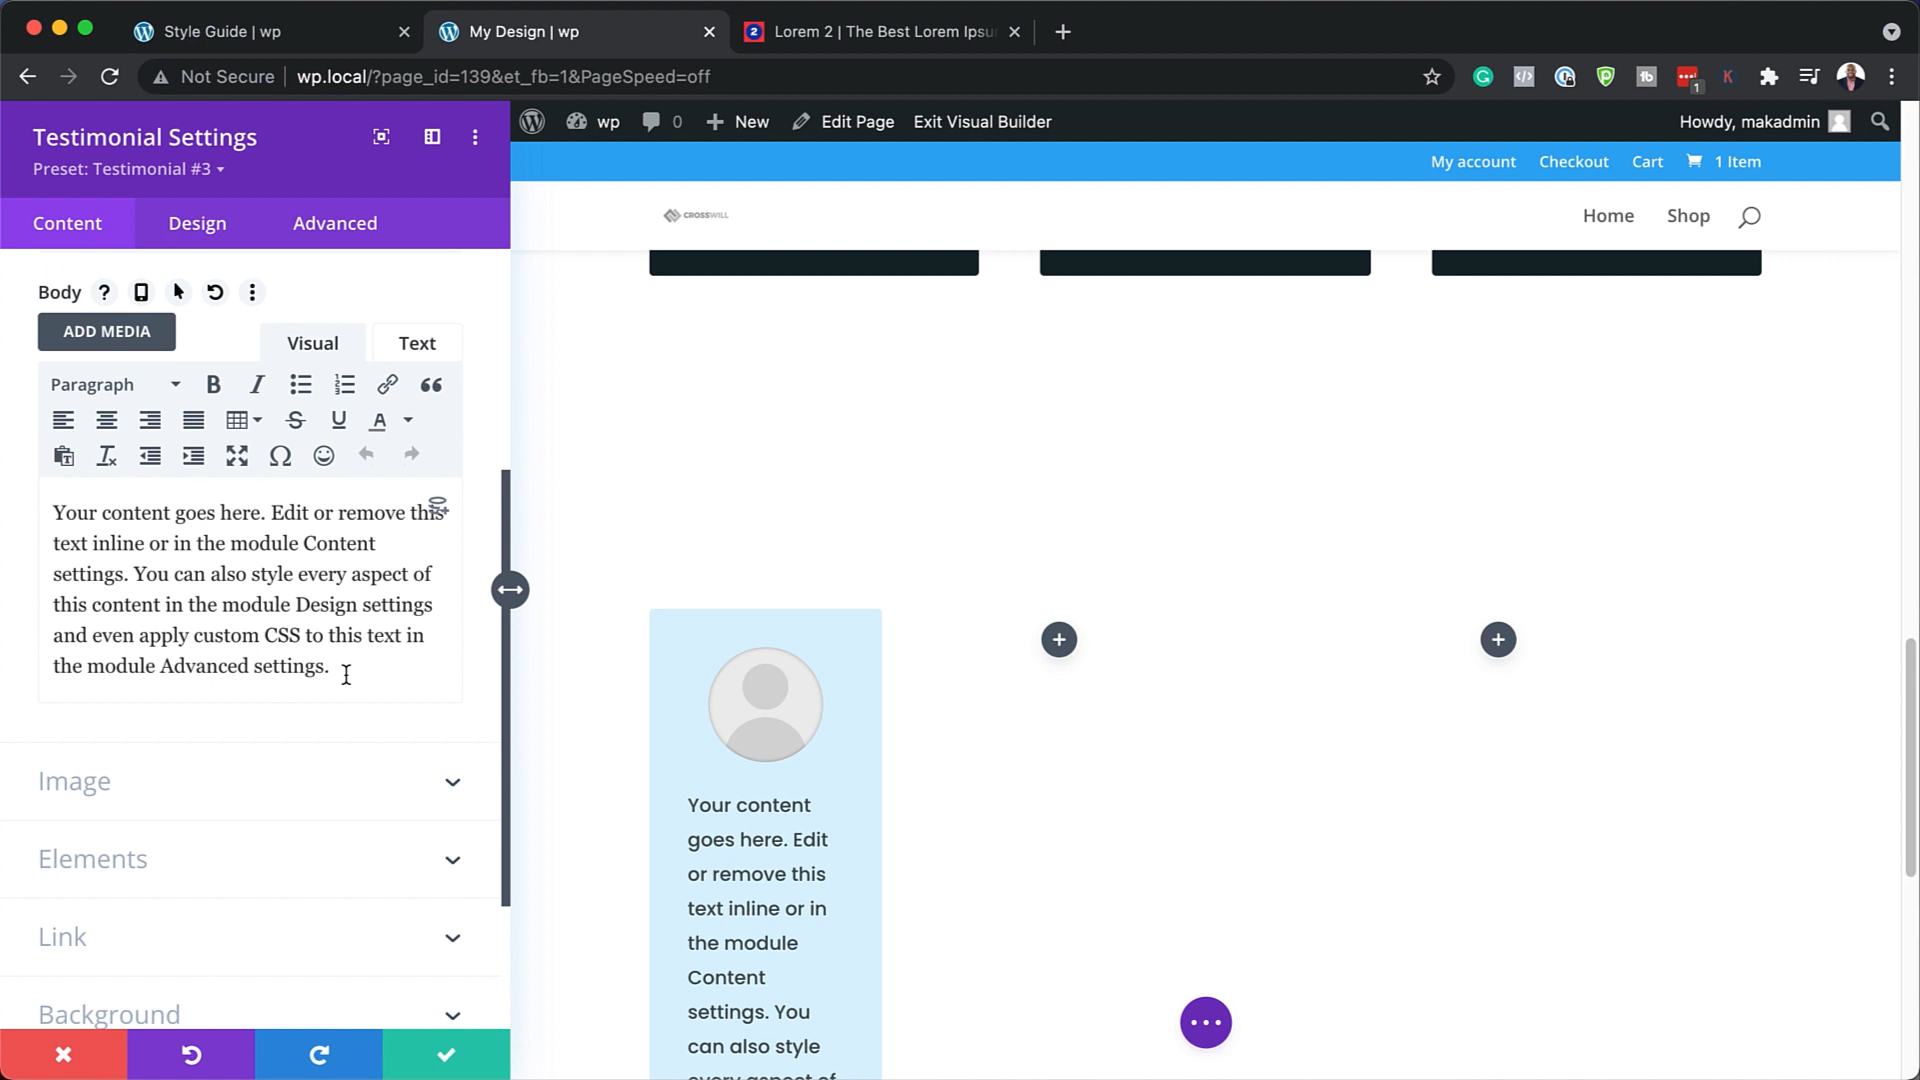 Style Guide | wp
My Design | wp
Lorem 2 | The Best Lorem Ipsu
Not Secure
wp.local/?page_id=139&et_fb=1&PageSpeed=off
1
K
Testimonial Settings
Preset: Testimonial #3
Content
Design
Advanced
wp
0
New
Edit Page
Exit Visual Builder
Howdy, makadmin
My account
Checkout
Cart
1 Item
CROSSWILL
Home
Shop
Body
ADD MEDIA
Visual
Text
Paragraph
Your content goes here. Edit or remove this
text inline or in the module Content
settings. You can also style every aspect of
this content in the module Design settings
and even apply custom CSS to this text in
the module Advanced settings.
Image
Elements
Link
Background
Your content
goes here. Edit
or remove this
text inline or in
the module
Content
settings. You
can also style
every aspect of